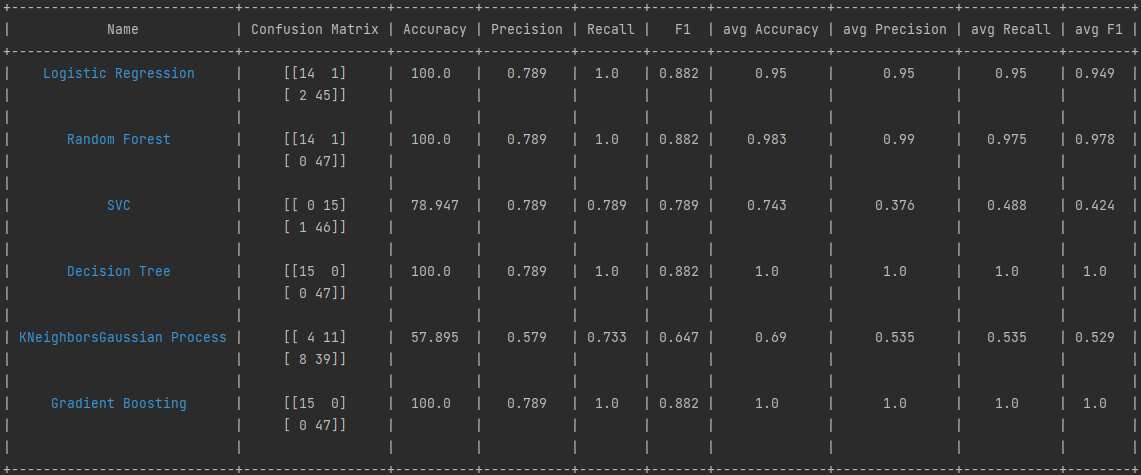 +----------------------------+------------------+----------+-----------+--------+-------+--------------+---------------+------------+--------+
| Name | Confusion Matrix | Accuracy | Precision | Recall | F1 | avg Accuracy | avg Precision | avg Recall | avg F1 |
+----------------------------+------------------+----------+-----------+--------+-------+--------------+---------------+------------+--------+
| Logistic Regression | [[14 1] | 100.0 | 0.789 | 1.0 | 0.882 | 0.95 | 0.95 | 0.95 | 0.949 |
| | [ 2 45]] | | | | | | | | |
| | | | | | | | | | |
| Random Forest | [[14 1] | 100.0 | 0.789 | 1.0 | 0.882 | 0.983 | 0.99 | 0.975 | 0.978 |
| | [ 0 47]] | | | | | | | | |
| | | | | | | | | | |
| SVC | [[ 0 15] | 78.947 | 0.789 | 0.789 | 0.789 | 0.743 | 0.376 | 0.488 | 0.424 |
| | [ 1 46]] | | | | | | | | |
| | | | | | | | | | |
| Decision Tree | [[15 0] | 100.0 | 0.789 | 1.0 | 0.882 | 1.0 | 1.0 | 1.0 | 1.0 |
| | [ 0 47]] | | | | | | | | |
| | | | | | | | | | |
| KNeighborsGaussian Process | [[ 4 11] | 57.895 | 0.579 | 0.733 | 0.647 | 0.69 | 0.535 | 0.535 | 0.529 |
| | [ 8 39]] | | | | | | | | |
| | | | | | | | | | |
| Gradient Boosting | [[15 0] | 100.0 | 0.789 | 1.0 | 0.882 | 1.0 | 1.0 | 1.0 | 1.0 |
| | [ 0 47]] | | | | | | | | |
| | | | | | | | | | |
+----------------------------+------------------+----------+-----------+--------+-------+--------------+---------------+------------+--------+